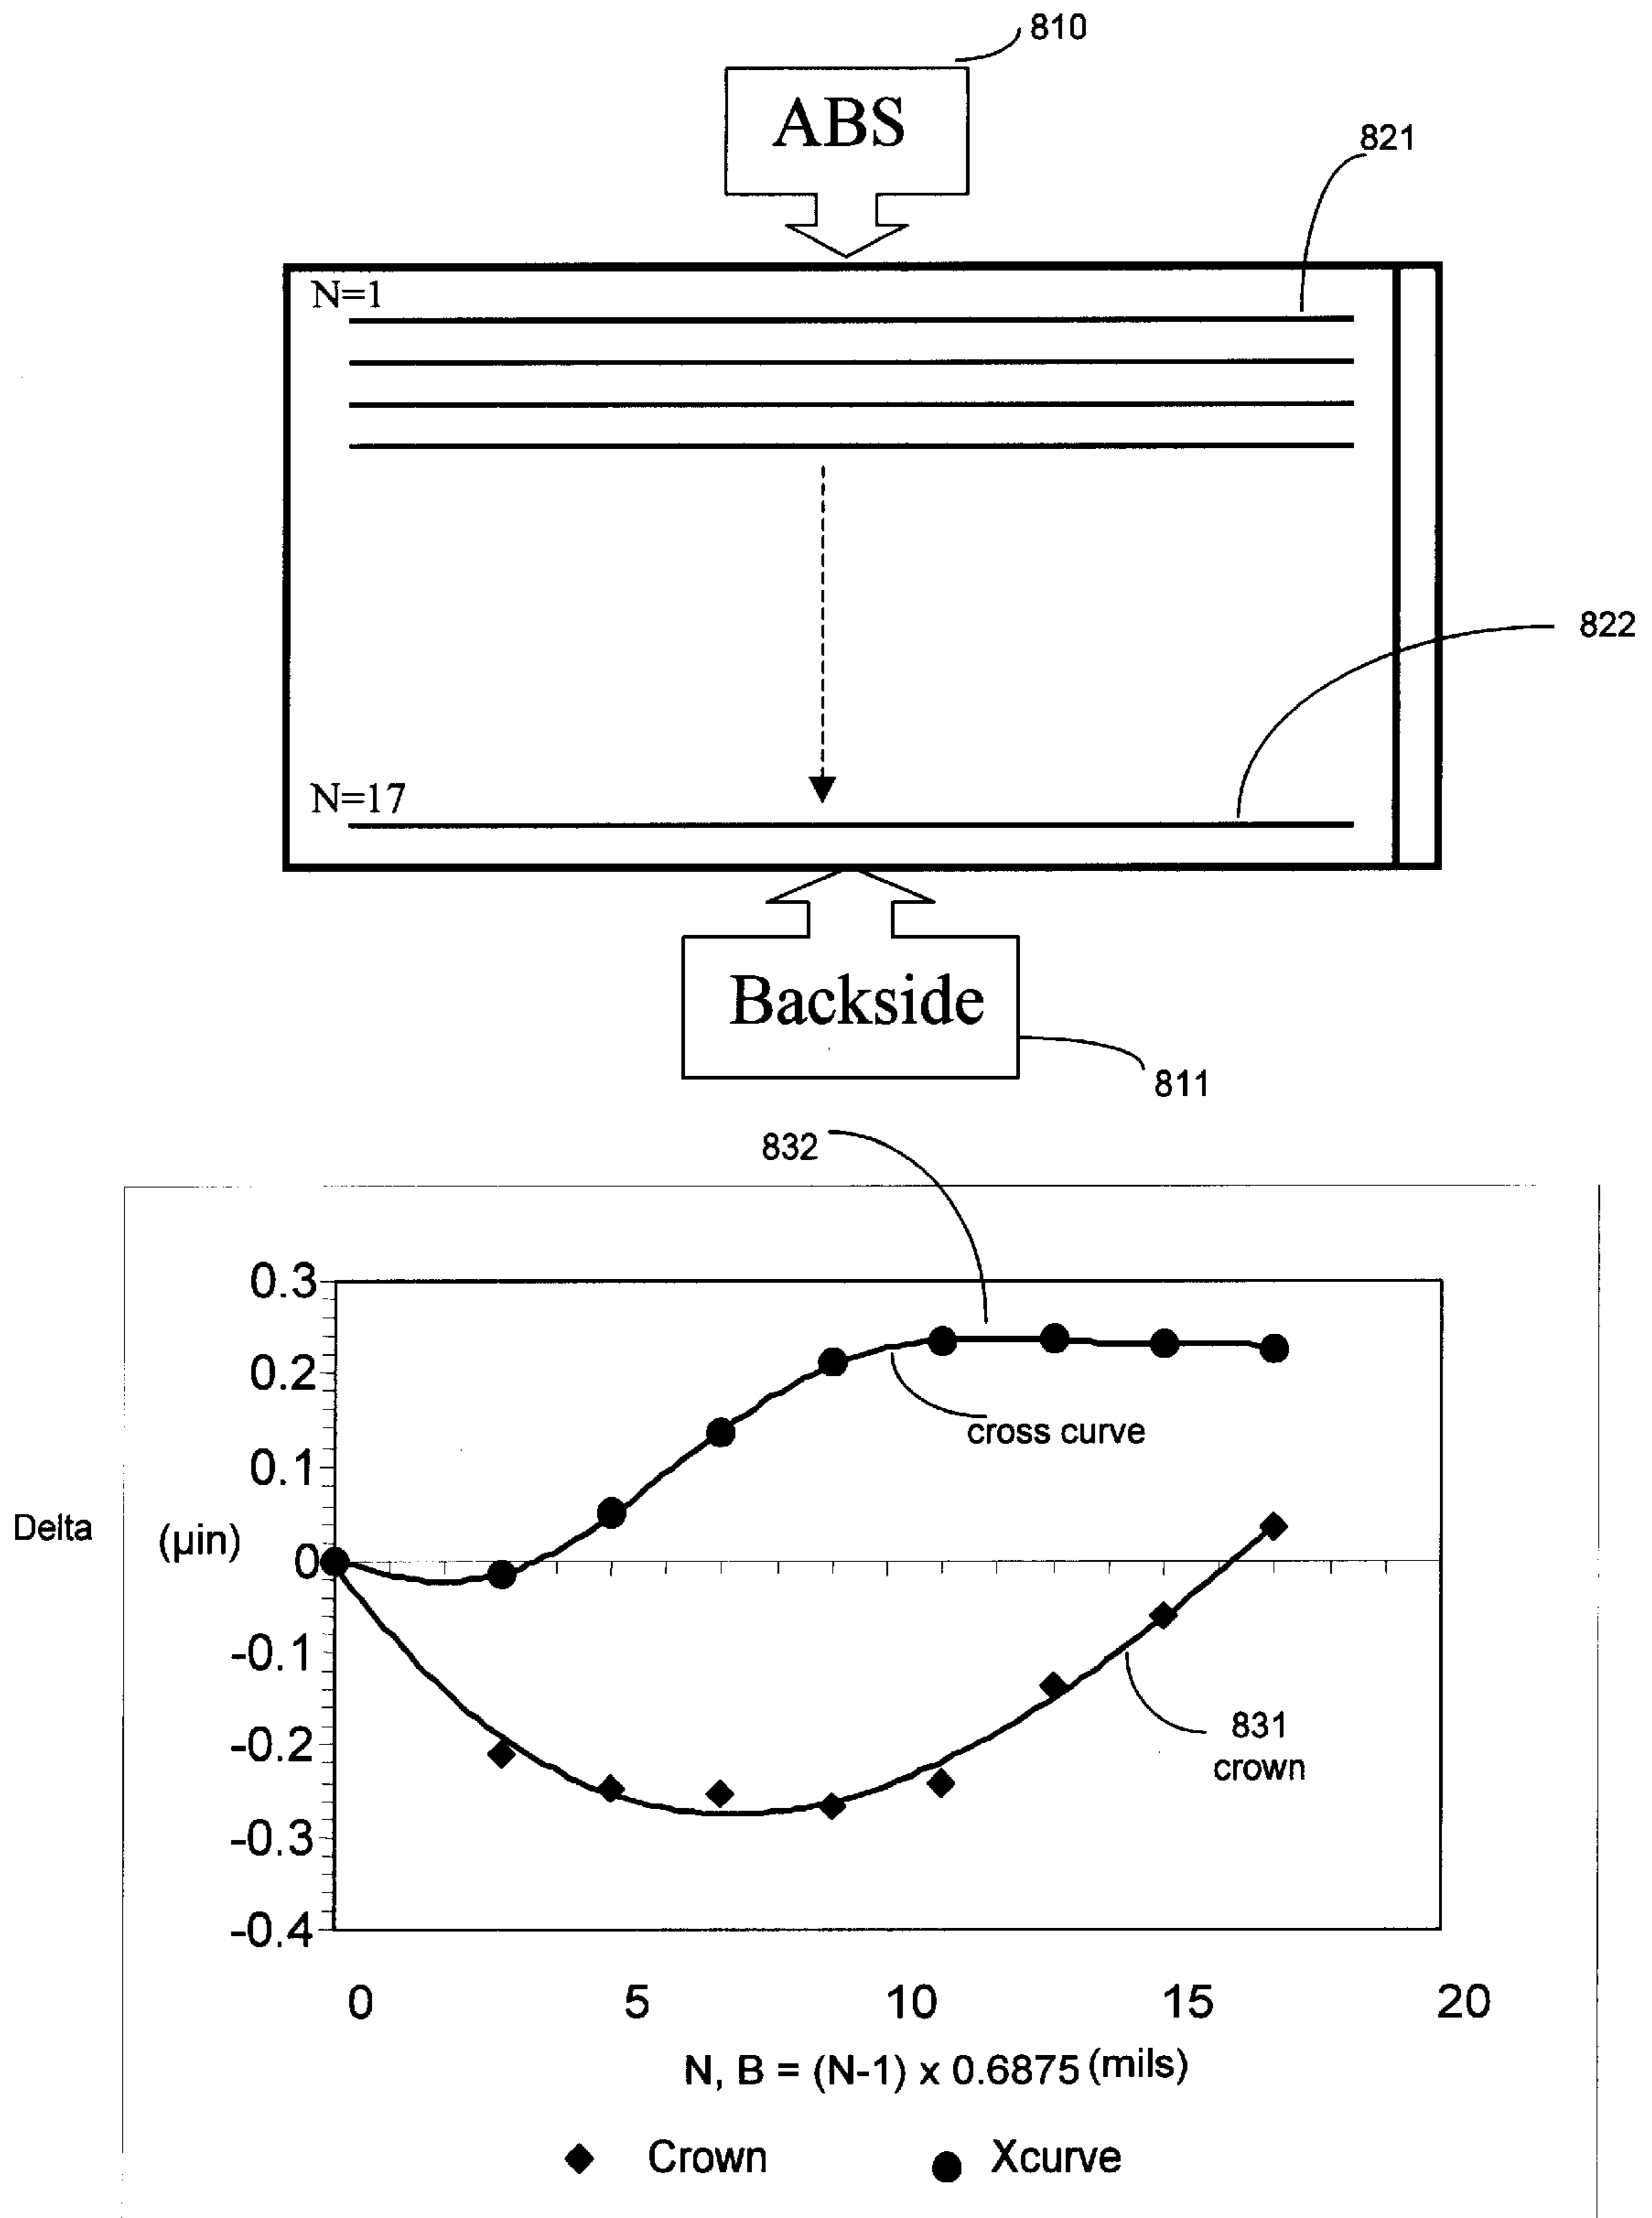 810
ABS
821
N=1
822
N=17
Backside
811
832
0.3
0.2
cross curve
0.1
Delta (µin)
0
-0.1
831
crown
-0.2
-0.3
-0.4
0 5 10 15 20
N, B = (N-1) x 0.6875 (mils)
Crown Xcurve